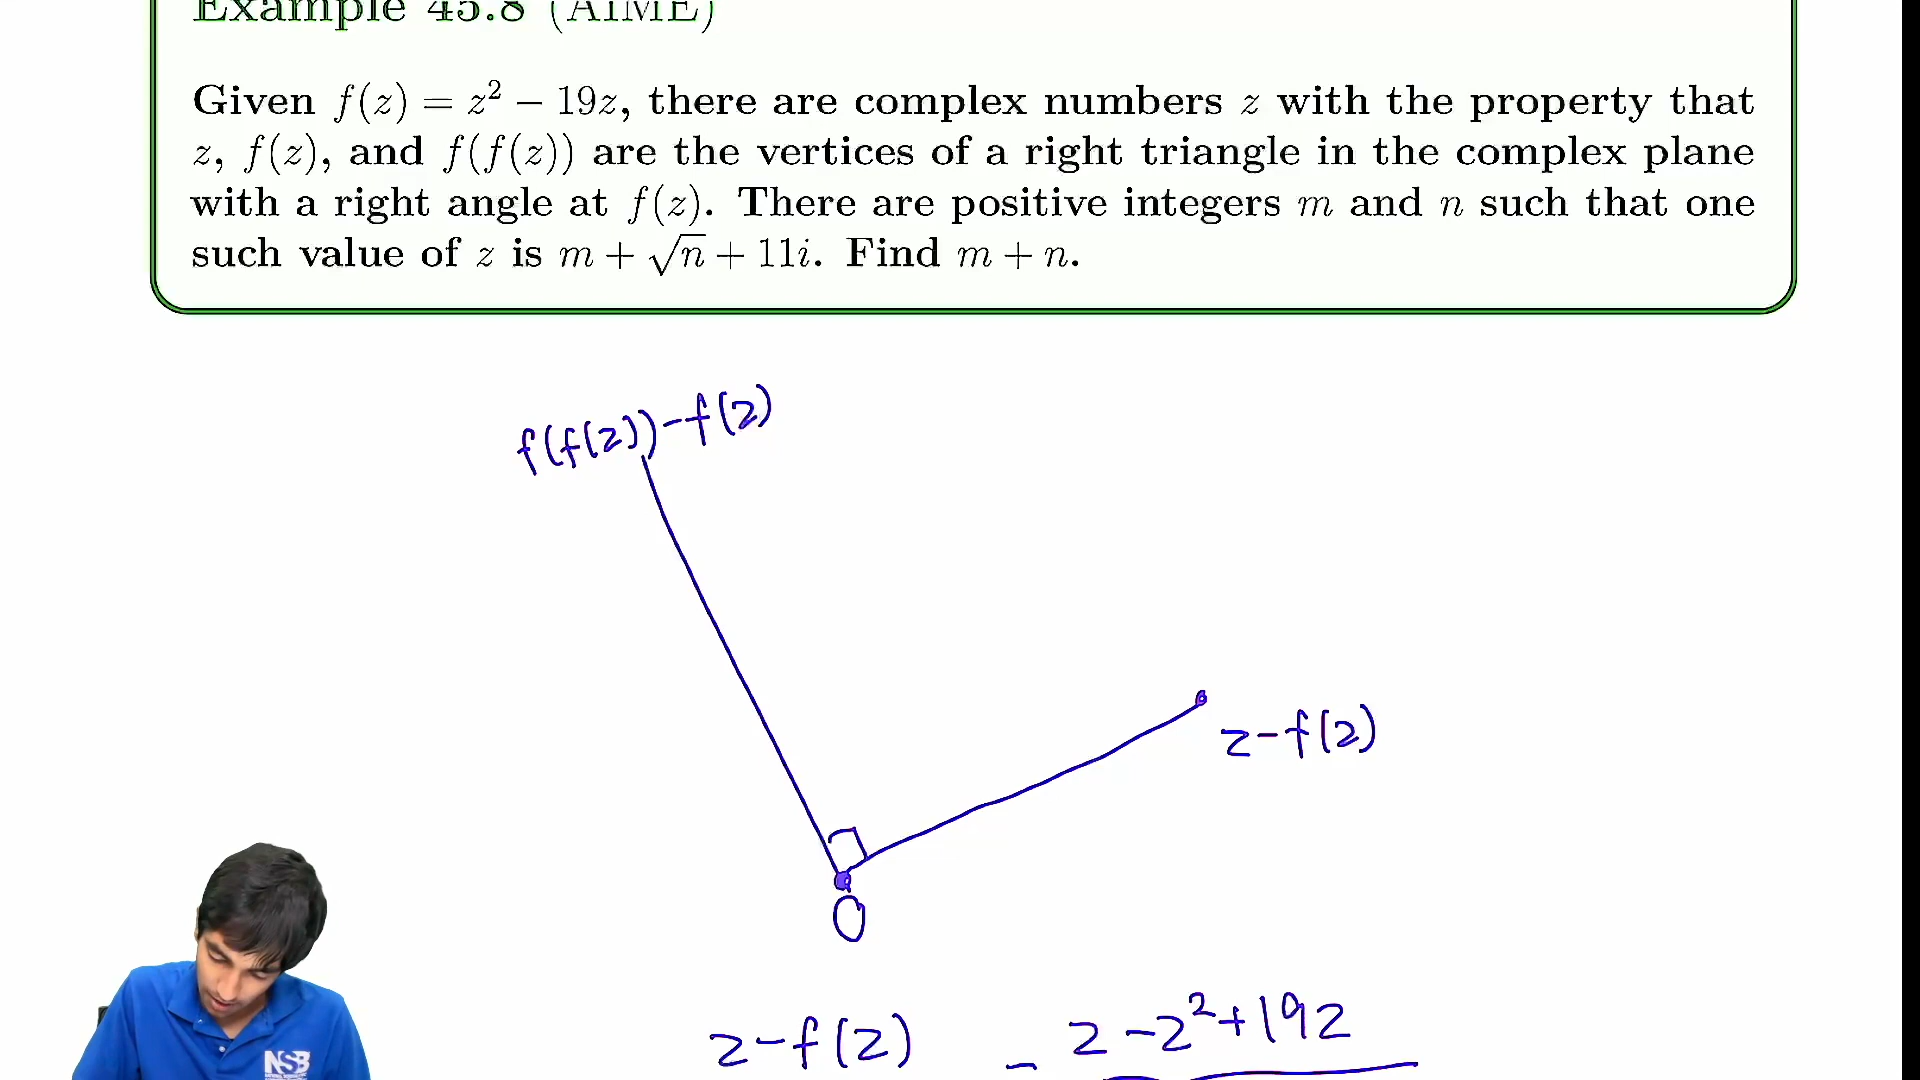 Example 45.8 (AIME)
Given f(z) = z² − 19z, there are complex numbers z with the property that
z, f(z), and f(f(z)) are the vertices of a right triangle in the complex plane
with a right angle at f(z). There are positive integers m and n such that one
such value of z is m + √n + 11i. Find m + n.
f(f(z))-f(z)
z-f(z)
0
z-f(z) = z-z²+19z
NSB